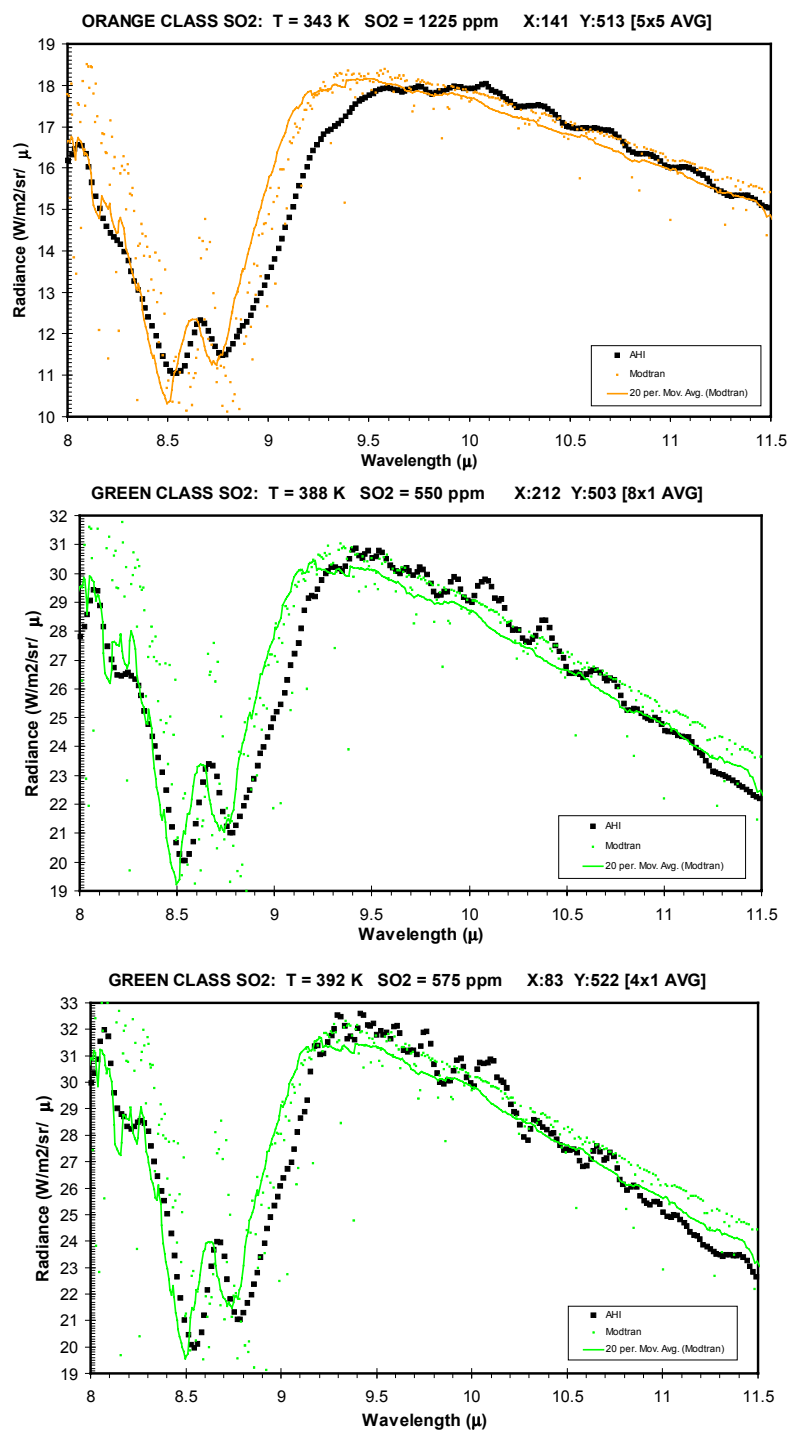 ORANGE CLASS SO2: T = 343 K SO2 = 1225 ppm X:141 Y:513 [5x5 AVG]
19
18
17
16
15
14
13
12
11
10
Radiance (W/m2/sr/ μ)
AHI
Modtran
20 per. Mov. Avg. (Modtran)
8 8.5 9 9.5 10 10.5 11 11.5
Wavelength (μ)
GREEN CLASS SO2: T = 388 K SO2 = 550 ppm X:212 Y:503 [8x1 AVG]
32
31
30
29
28
27
26
25
24
23
22
21
20
19
Radiance (W/m2/sr/ μ)
AHI
Modtran
20 per. Mov. Avg. (Modtran)
8 8.5 9 9.5 10 10.5 11 11.5
Wavelength (μ)
GREEN CLASS SO2: T = 392 K SO2 = 575 ppm X:83 Y:522 [4x1 AVG]
33
32
31
30
29
28
27
26
25
24
23
22
21
20
19
Radiance (W/m2/sr/ μ)
AHI
Modtran
20 per. Mov. Avg. (Modtran)
8 8.5 9 9.5 10 10.5 11 11.5
Wavelength (μ)